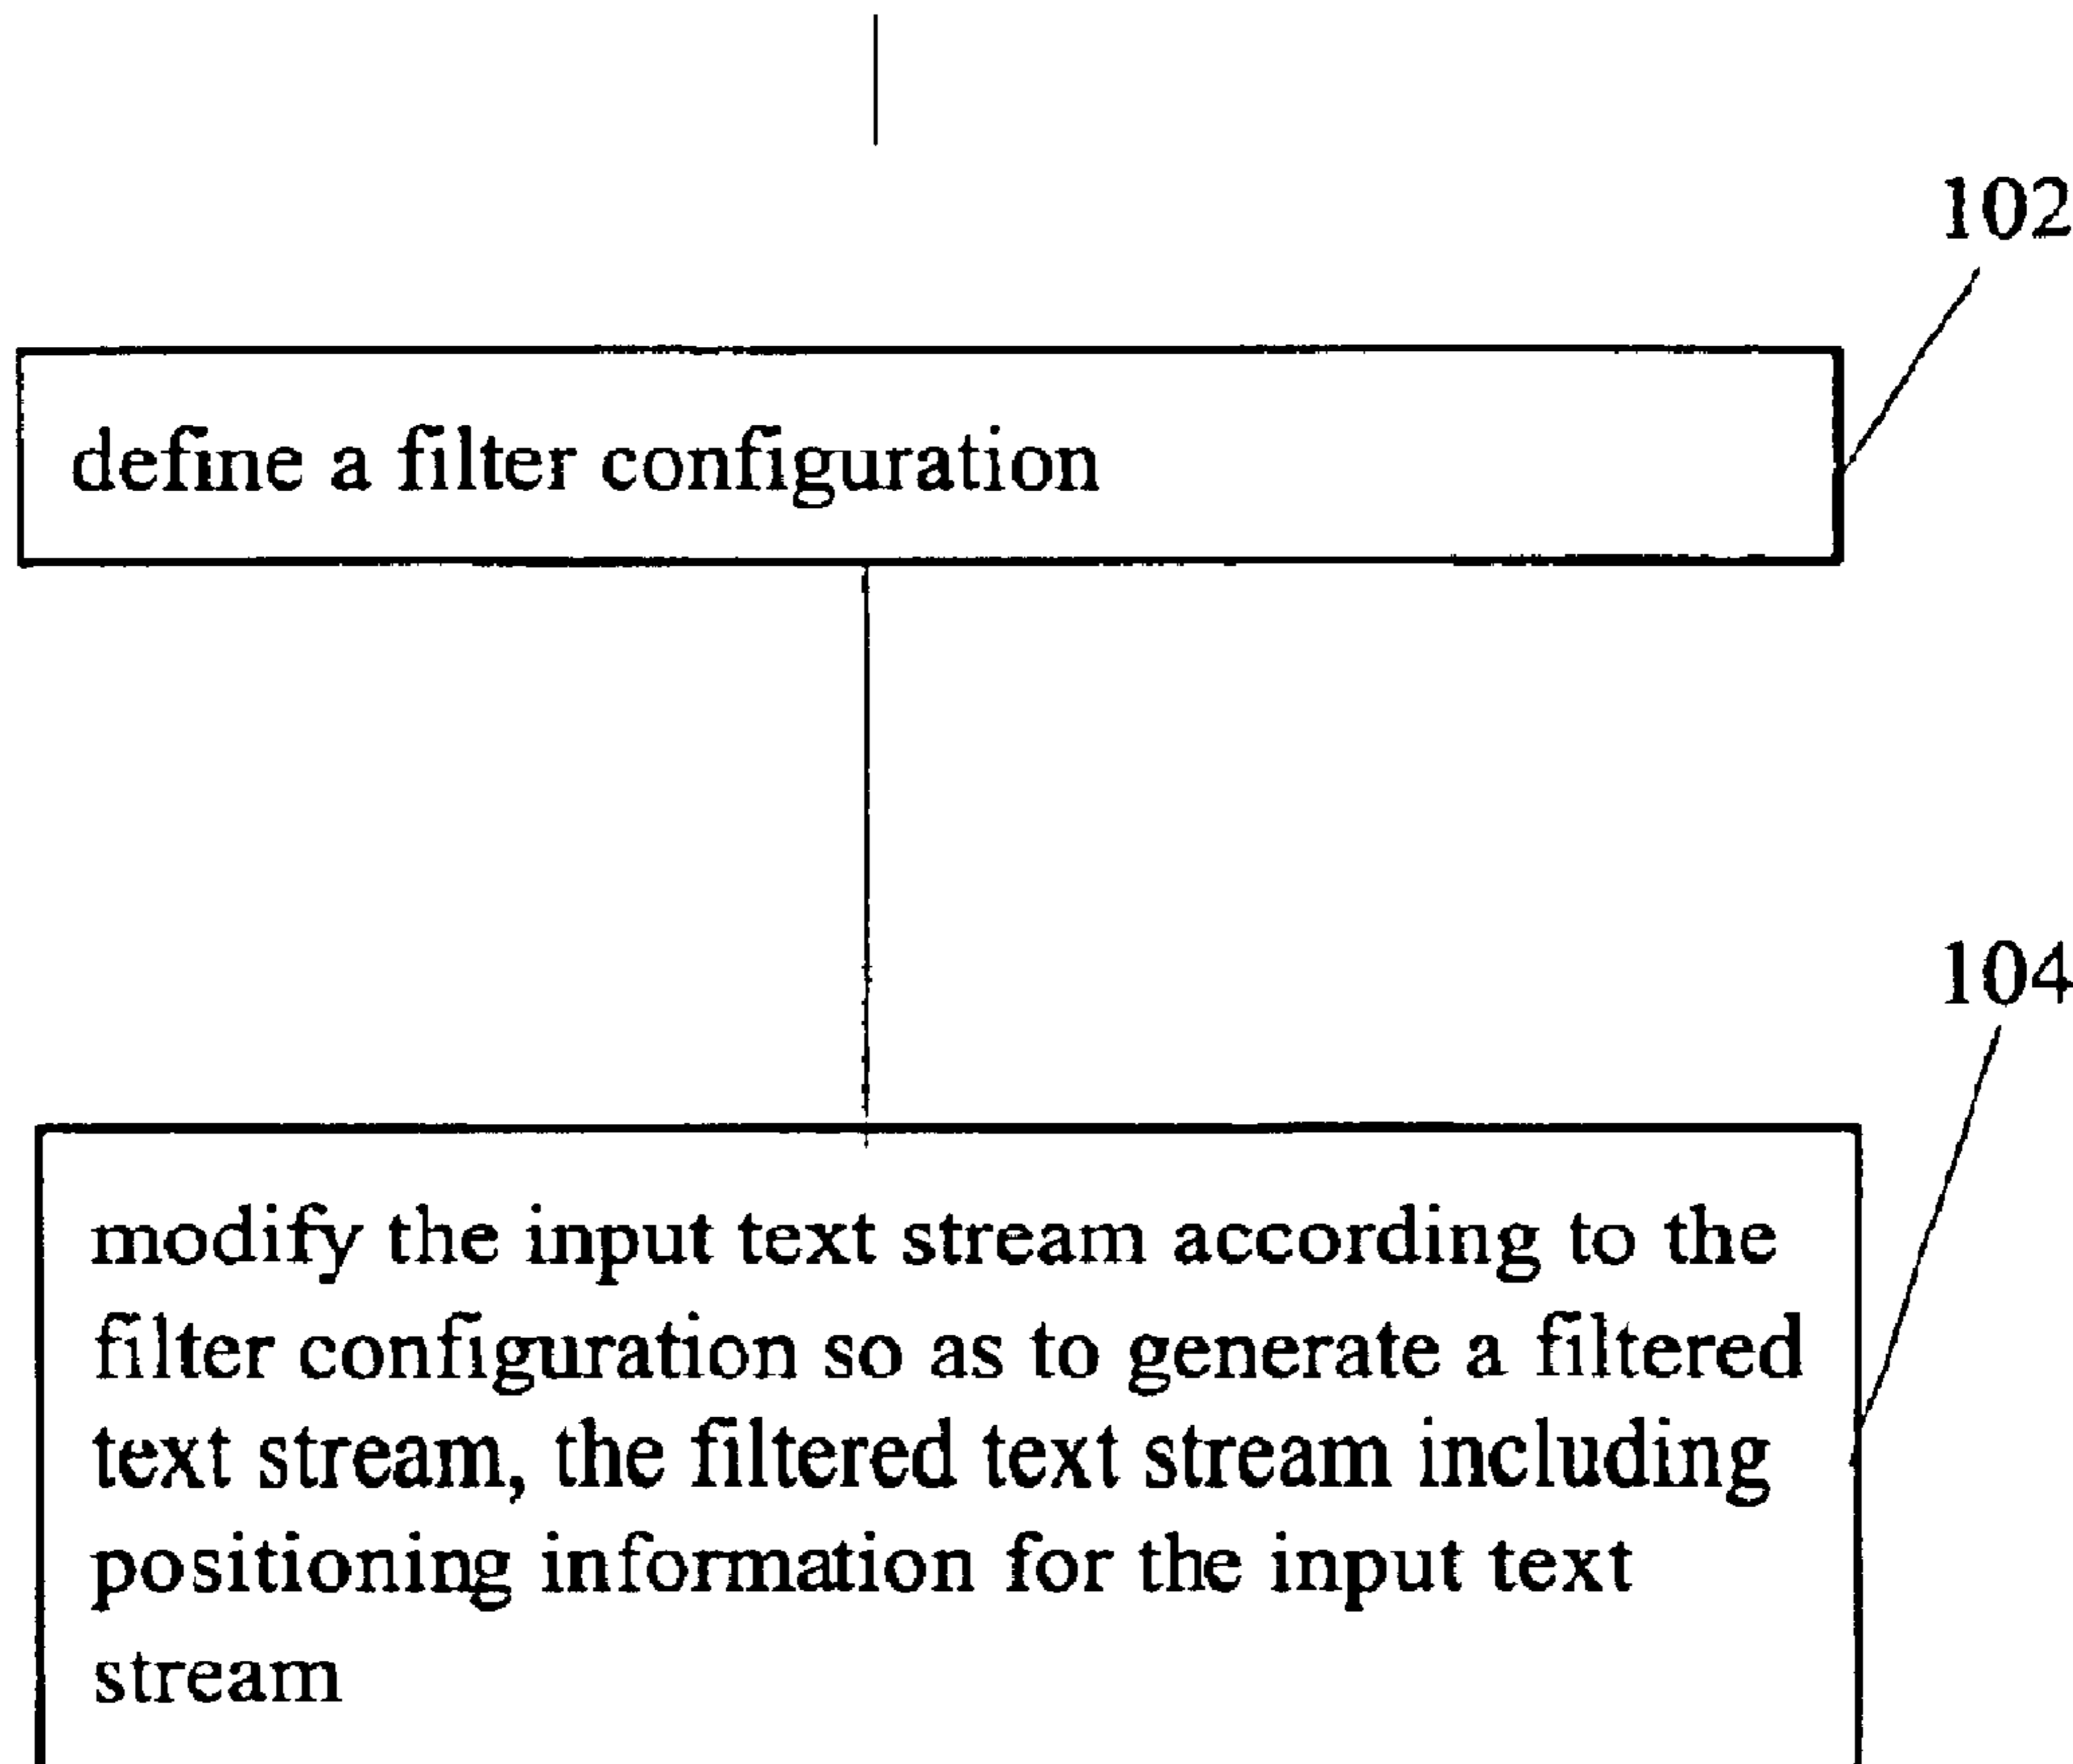 102
define a filter configuration
104
modify the input text stream according to the
filter configuration so as to generate a filtered
text stream, the filtered text stream including
positioning information for the input text
stream